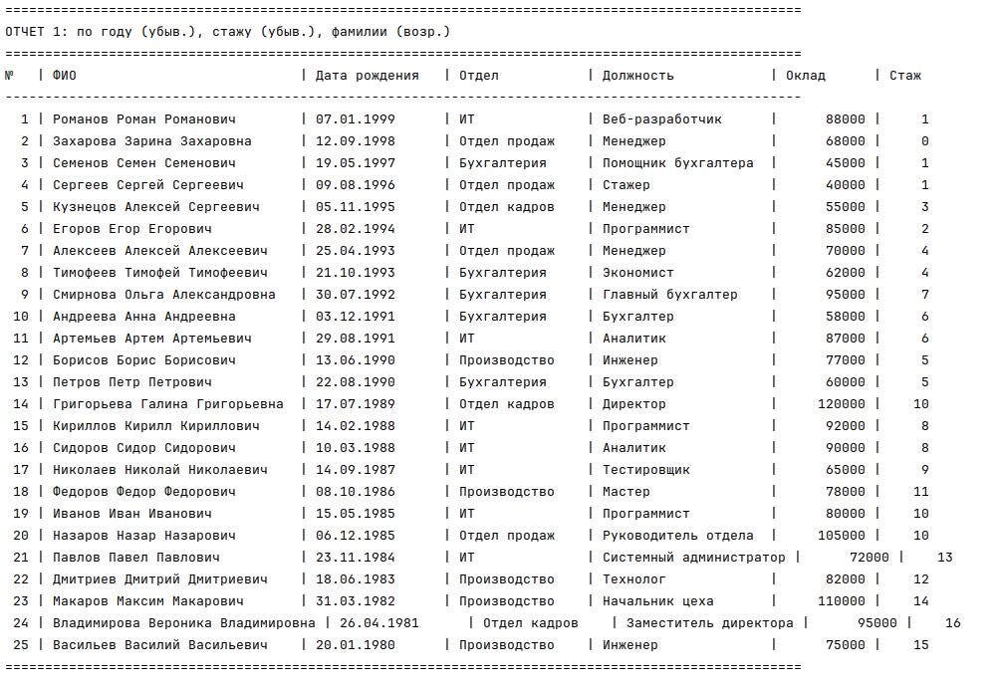 ====================================================================================================
ОТЧЕТ 1: по году (убыв.), стажу (убыв.), фамилии (возр.)
====================================================================================================
№   | ФИО                            | Дата рождения   | Отдел           | Должность            | Оклад      | Стаж
----------------------------------------------------------------------------------------------------
  1 | Романов Роман Романович        | 07.01.1999      | ИТ              | Веб-разработчик      |      88000 |     1
  2 | Захарова Зарина Захаровна      | 12.09.1998      | Отдел продаж    | Менеджер             |      68000 |     0
  3 | Семенов Семен Семенович        | 19.05.1997      | Бухгалтерия     | Помощник бухгалтера  |      45000 |     1
  4 | Сергеев Сергей Сергеевич       | 09.08.1996      | Отдел продаж    | Стажер               |      40000 |     1
  5 | Кузнецов Алексей Сергеевич     | 05.11.1995      | Отдел кадров    | Менеджер             |      55000 |     3
  6 | Егоров Егор Егорович           | 28.02.1994      | ИТ              | Программист          |      85000 |     2
  7 | Алексеев Алексей Алексеевич    | 25.04.1993      | Отдел продаж    | Менеджер             |      70000 |     4
  8 | Тимофеев Тимофей Тимофеевич    | 21.10.1993      | Бухгалтерия     | Экономист            |      62000 |     4
  9 | Смирнова Ольга Александровна   | 30.07.1992      | Бухгалтерия     | Главный бухгалтер    |      95000 |     7
 10 | Андреева Анна Андреевна        | 03.12.1991      | Бухгалтерия     | Бухгалтер            |      58000 |     6
 11 | Артемьев Артем Артемьевич      | 29.08.1991      | ИТ              | Аналитик             |      87000 |     6
 12 | Борисов Борис Борисович        | 13.06.1990      | Производство    | Инженер              |      77000 |     5
 13 | Петров Петр Петрович           | 22.08.1990      | Бухгалтерия     | Бухгалтер            |      60000 |     5
 14 | Григорьева Галина Григорьевна  | 17.07.1989      | Отдел кадров    | Директор             |     120000 |    10
 15 | Кириллов Кирилл Кириллович     | 14.02.1988      | ИТ              | Программист          |      92000 |     8
 16 | Сидоров Сидор Сидорович        | 10.03.1988      | ИТ              | Аналитик             |      90000 |     8
 17 | Николаев Николай Николаевич    | 14.09.1987      | ИТ              | Тестировщик          |      65000 |     9
 18 | Федоров Федор Федорович        | 08.10.1986      | Производство    | Мастер               |      78000 |    11
 19 | Иванов Иван Иванович           | 15.05.1985      | ИТ              | Программист          |      80000 |    10
 20 | Назаров Назар Назарович        | 06.12.1985      | Отдел продаж    | Руководитель отдела  |     105000 |    10
 21 | Павлов Павел Павлович          | 23.11.1984      | ИТ              | Системный администратор |      72000 |    13
 22 | Дмитриев Дмитрий Дмитриевич    | 18.06.1983      | Производство    | Технолог             |      82000 |    12
 23 | Макаров Максим Макарович       | 31.03.1982      | Производство    | Начальник цеха       |     110000 |    14
 24 | Владимирова Вероника Владимировна | 26.04.1981      | Отдел кадров    | Заместитель директора |      95000 |    16
 25 | Васильев Василий Васильевич    | 20.01.1980      | Производство    | Инженер              |      75000 |    15
====================================================================================================